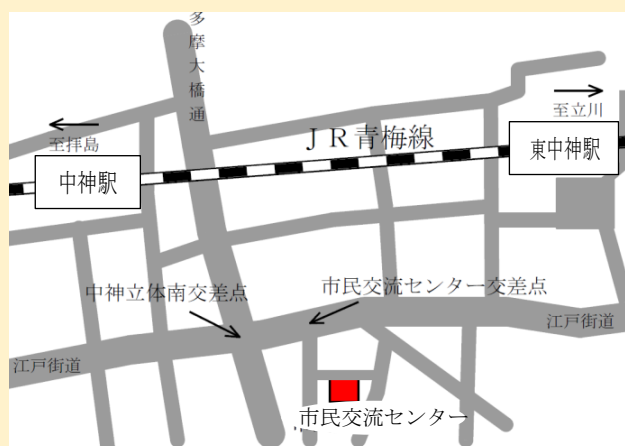 多摩大橋通
至拝島
至立川
ＪＲ青梅線
中神駅
東中神駅
中神立体南交差点
市民交流センター交差点
江戸街道
江戸街道
市民交流センター